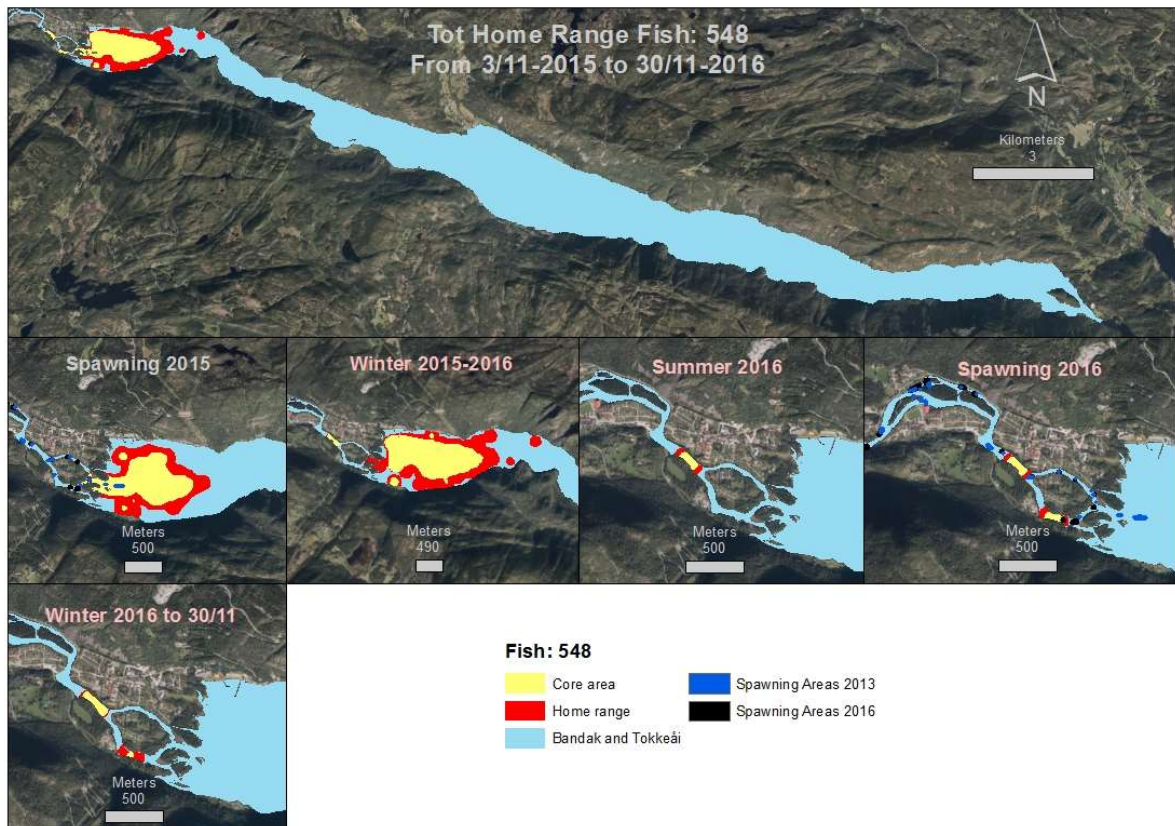 Tot Home Range Fish: 548
From 3/11-2015 to 30/11-2016
N
Kilometers
3
Spawning 2015
Meters
500
Winter 2015-2016
Meters
490
Summer 2016
Meters
500
Spawning 2016
Meters
500
Winter 2016 to 30/11
Meters
500
Fish: 548
Core area
Home range
Bandak and Tokkeåi
Spawning Areas 2013
Spawning Areas 2016